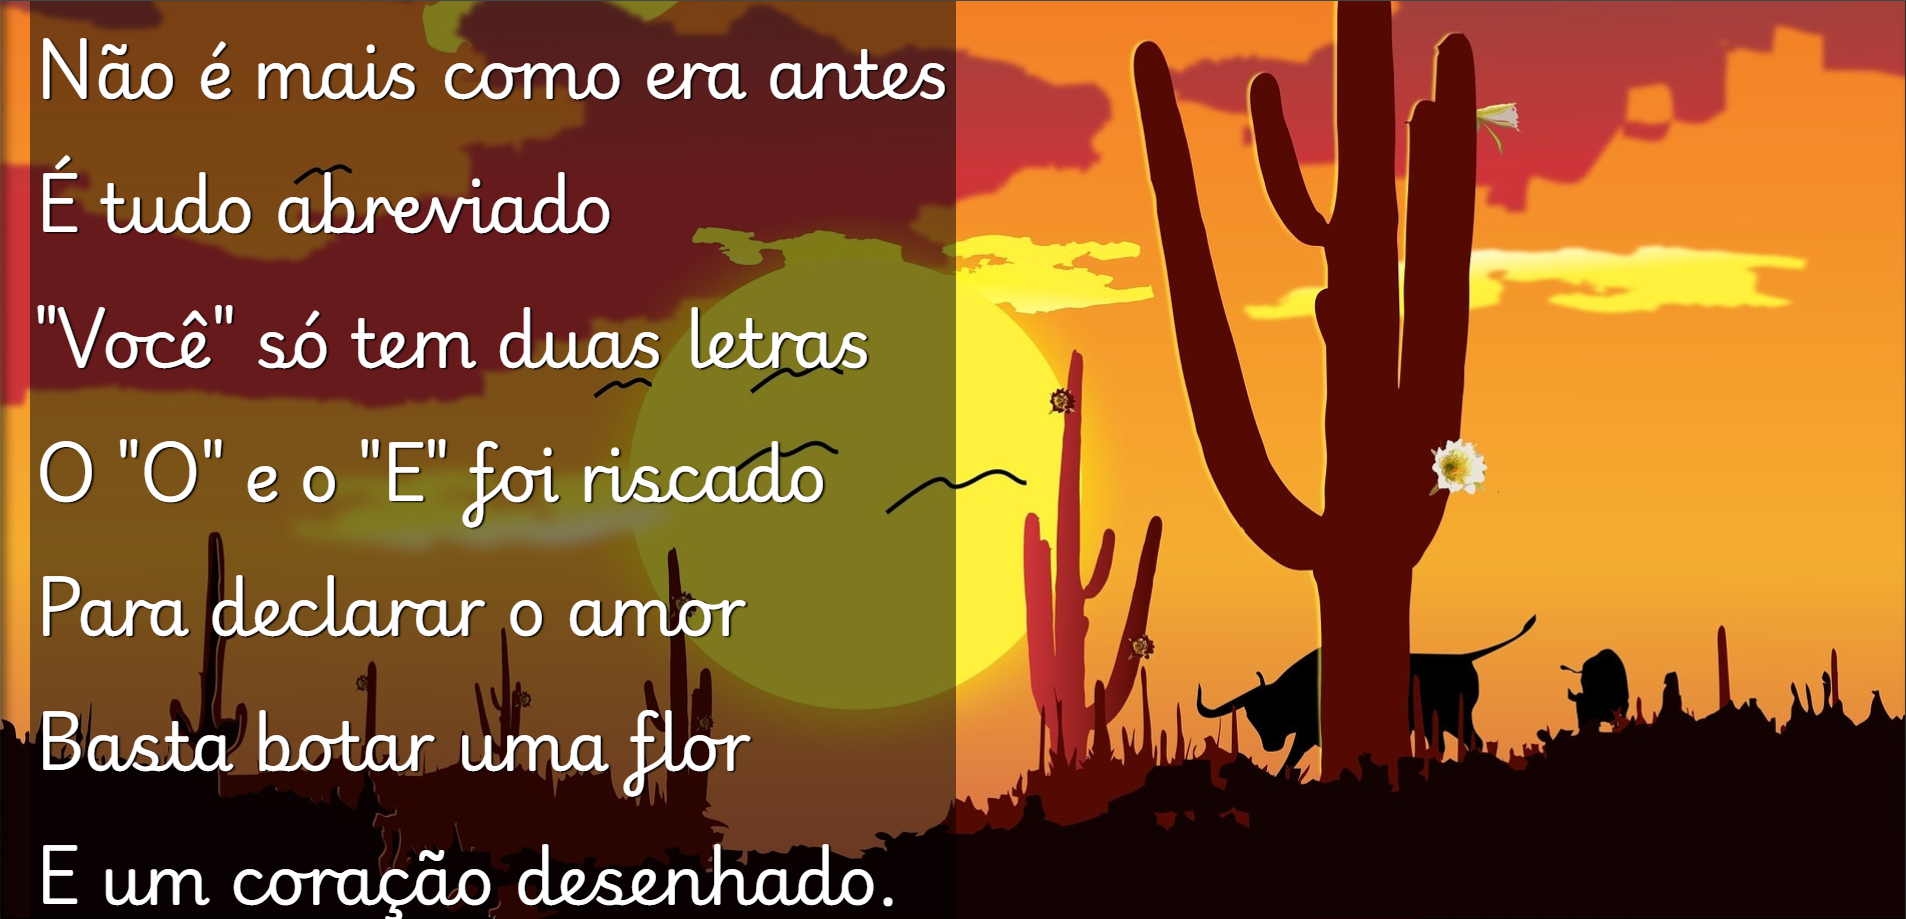 Não é mais como era antes
É tudo abreviado
"Você" só tem duas letras
O "O" e o "E" foi riscado
Para declarar o amor
Basta botar uma flor
E um coração desenhado.